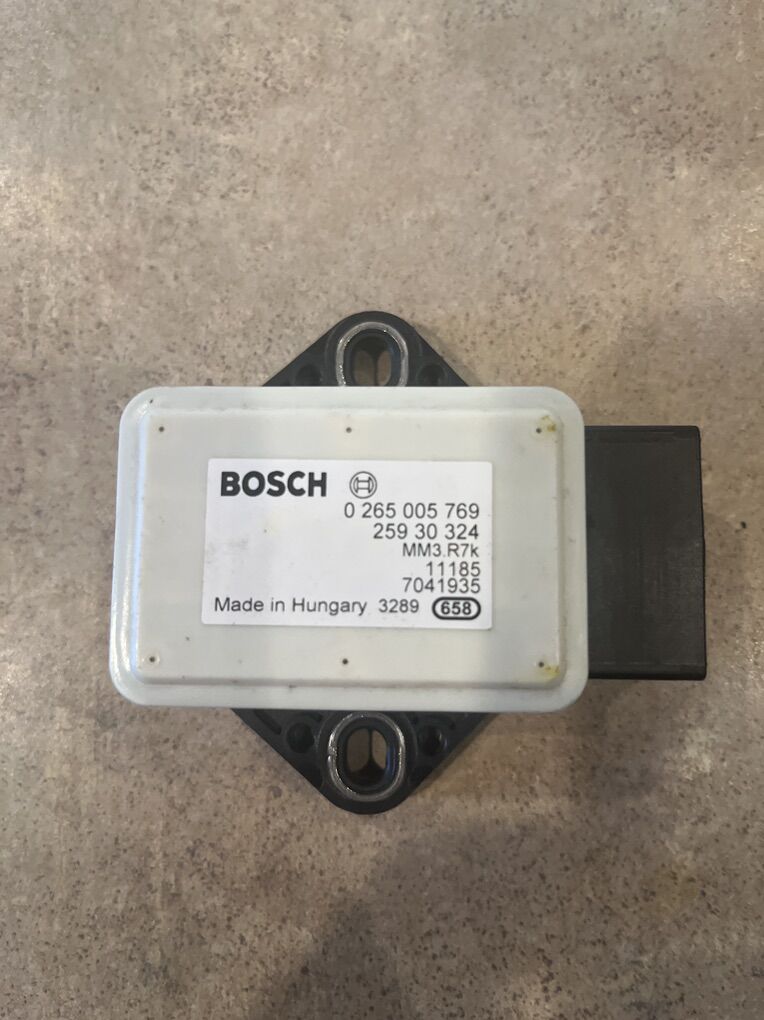 BOSCH
0 265 005 769
259 30 324
MM3.R7k
11185
7041935
Made in Hungary 3289 658